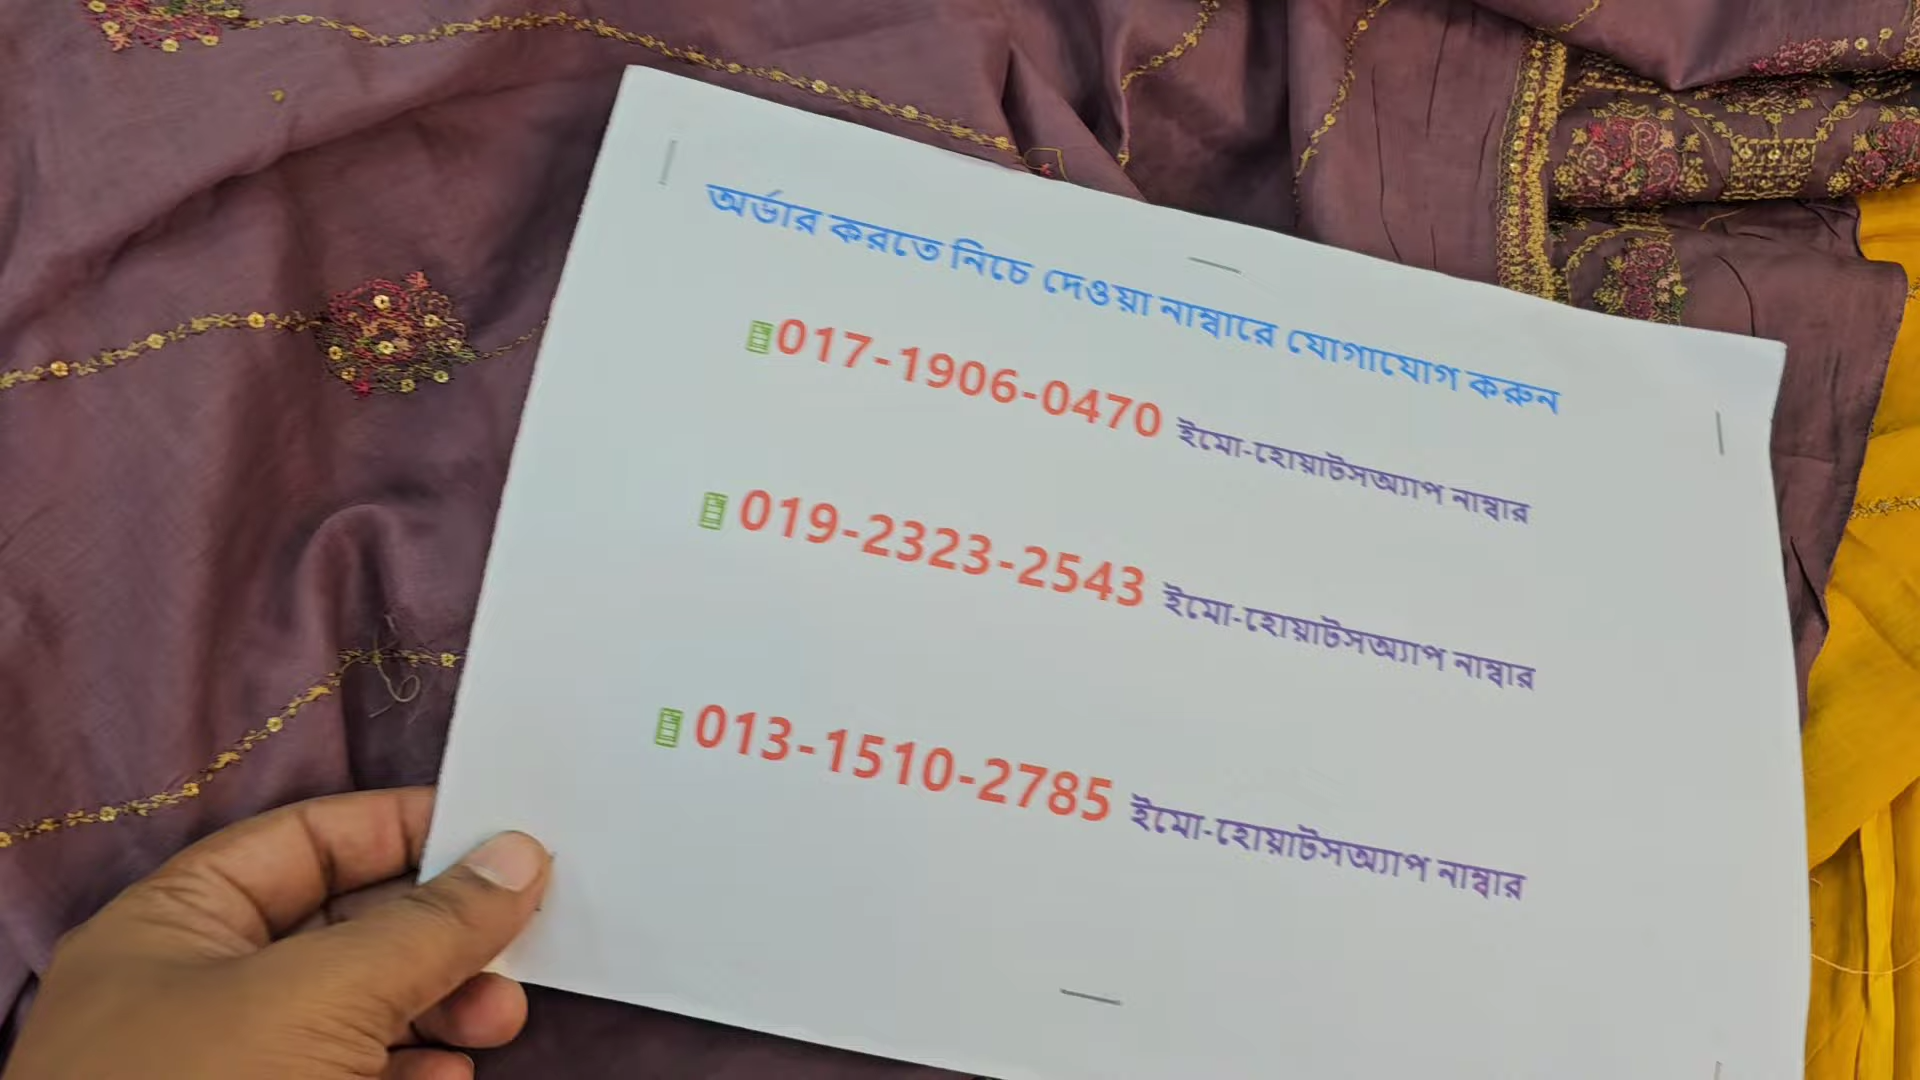 অর্ডার করতে নিচে দেওয়া নাম্বারে যোগাযোগ করুন
017-1906-0470 ইমো-হোয়াটসঅ্যাপ নাম্বার
019-2323-2543 ইমো-হোয়াটসঅ্যাপ নাম্বার
013-1510-2785 ইমো-হোয়াটসঅ্যাপ নাম্বার